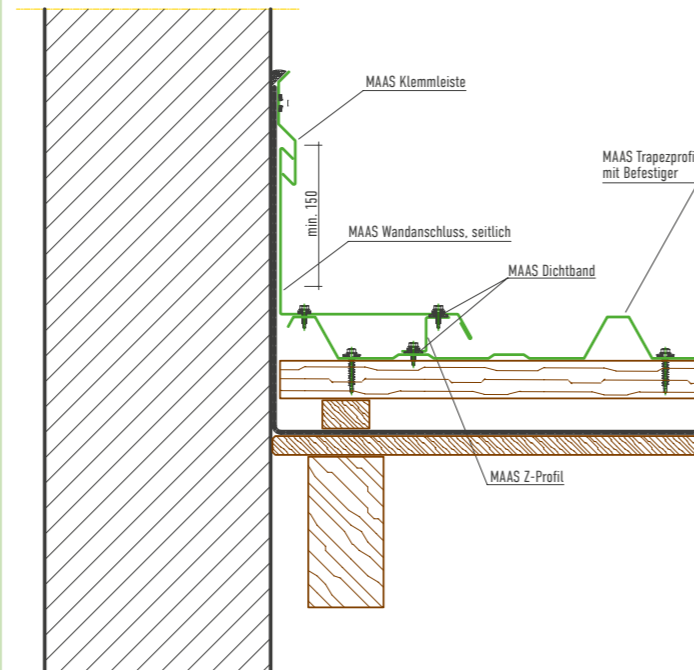 MAAS Klemmleiste
MAAS Trapezprofi
mit Befestiger
min. 150
MAAS Wandanschluss, seitlich
MAAS Dichtband
MAAS Z-Profil